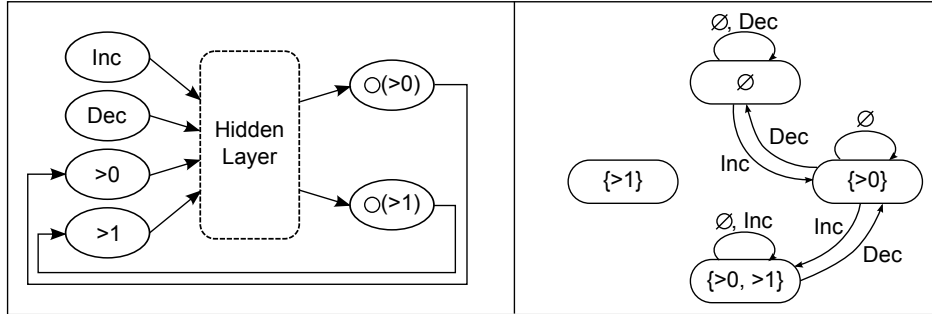 Inc
Dec
>0
>1
Hidden
Layer
○(>0)
○(>1)
∅, Dec
∅
Dec
Inc
∅
{>1}
{>0}
∅, Inc
Inc
Dec
{>0, >1}